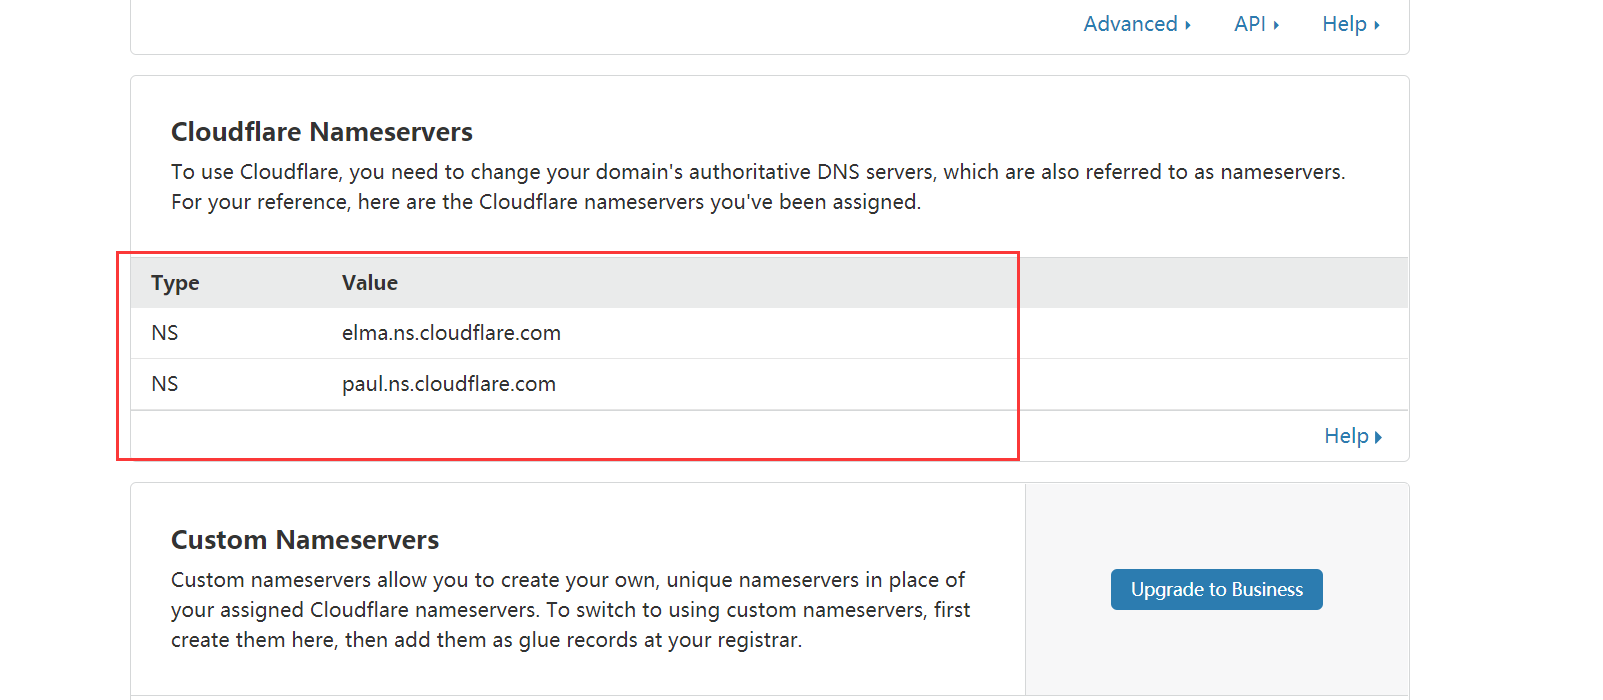 Advanced API Help
Cloudflare Nameservers
To use Cloudflare, you need to change your domain's authoritative DNS servers, which are also referred to as nameservers.
For your reference, here are the Cloudflare nameservers you've been assigned.
Type Value
NS elma.ns.cloudflare.com
NS paul.ns.cloudflare.com
Help
Custom Nameservers
Custom nameservers allow you to create your own, unique nameservers in place of
your assigned Cloudflare nameservers. To switch to using custom nameservers, first
create them here, then add them as glue records at your registrar.
Upgrade to Business